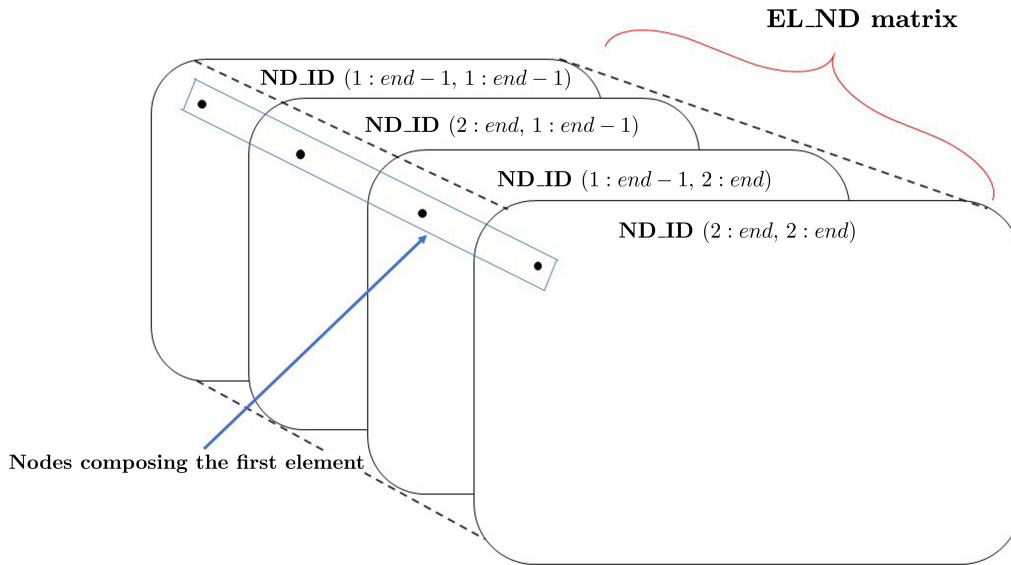 EL_ND matrix
ND_ID (1 : end − 1, 1 : end − 1)
ND_ID (2 : end, 1 : end − 1)
ND_ID (1 : end − 1, 2 : end)
ND_ID (2 : end, 2 : end)
Nodes composing the first element